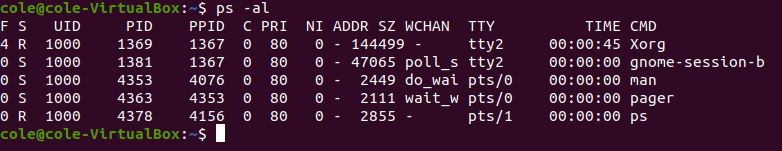 cole@cole-VirtualBox:~$ ps -al
F S   UID     PID    PPID  C PRI  NI ADDR SZ WCHAN  TTY          TIME CMD
4 R  1000    1369    1367  0  80   0 - 144499 -     tty2     00:00:45 Xorg
0 S  1000    1381    1367  0  80   0 - 47065 poll_s tty2     00:00:00 gnome-session-b
0 S  1000    4353    4076  0  80   0 -  2449 do_wai pts/0    00:00:00 man
0 S  1000    4363    4353  0  80   0 -  2111 wait_w pts/0    00:00:00 pager
0 R  1000    4378    4156  0  80   0 -  2855 -      pts/1    00:00:00 ps
cole@cole-VirtualBox:~$